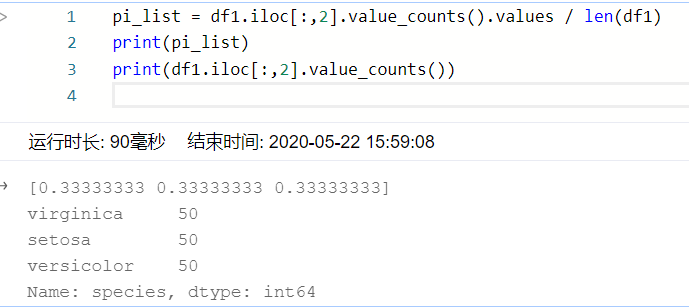 1 pi_list = df1.iloc[:,2].value_counts().values / len(df1)
2 print(pi_list)
3 print(df1.iloc[:,2].value_counts())
4
运行时长: 90毫秒 结束时间: 2020-05-22 15:59:08
[0.33333333 0.33333333 0.33333333]
virginica 50
setosa 50
versicolor 50
Name: species, dtype: int64